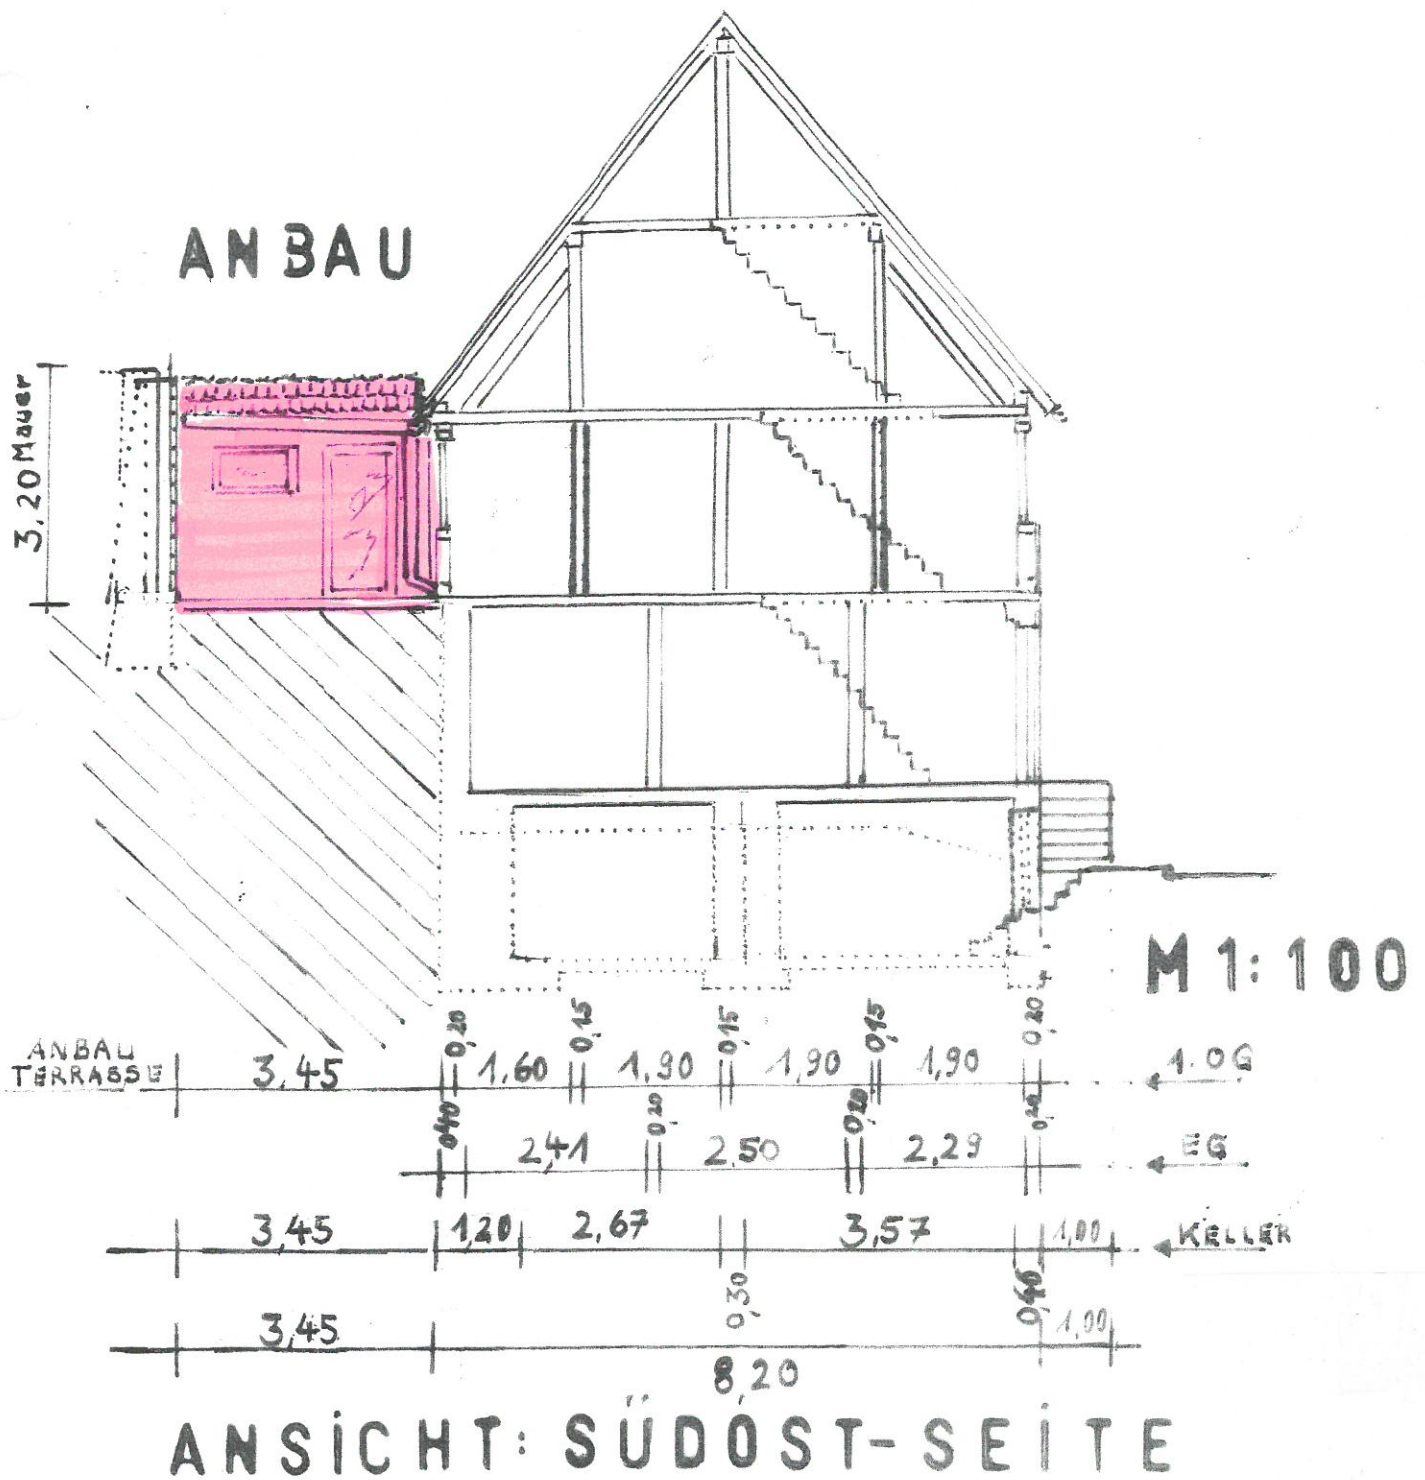 ANBAU
3,20 Mauer
M 1:100
0,20 0,15 0,15 0,15 0,20
ANBAU
TERRASSE 3,45 1,60 1,90 1,90 1,90 1.OG
0,40 0,20 0,20 0,20
2,41 2,50 2,29 EG
3,45 1,20 2,67 3,57 1,00 KELLER
0,30 0,46
3,45 1,00
8,20
ANSICHT: SÜDOST-SEITE